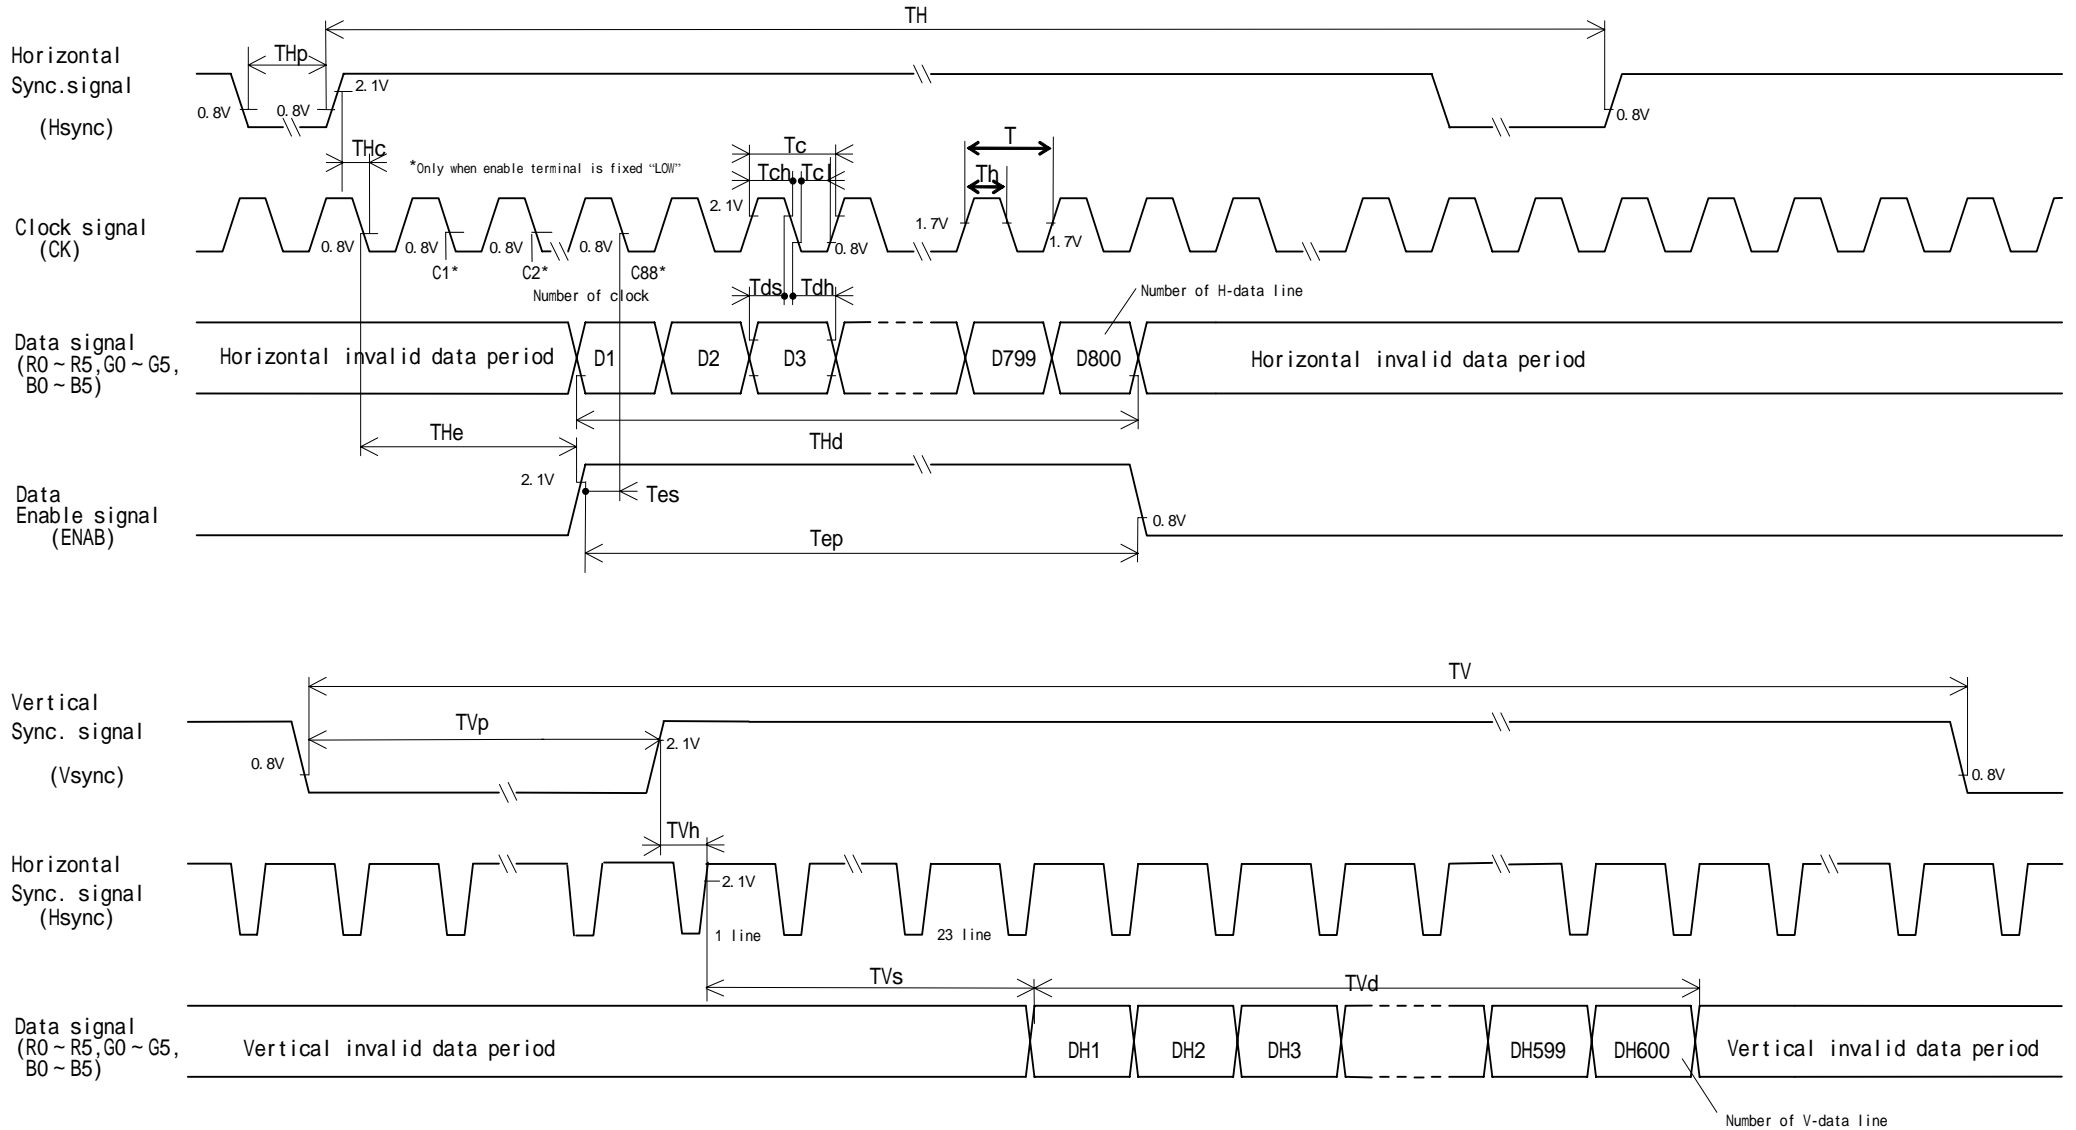 TH
Horizontal
THp
Sync.signal
2.1V
0.8V
0.8V
0.8V
(Hsync)
THc
*Only when enable terminal is fixed “LOW”
Tc
T
Tch
Tcl
Th
2.1V
1.7V
Clock signal
(CK)
0.8V
0.8V
0.8V
0.8V
0.8V
1.7V
C1*
C2*
C88*
Number of clock
Tds
Tdh
Number of H-data line
Data signal
(R0～R5,G0～G5,
B0～B5)
Horizontal invalid data period
D1
D2
D3
D799
D800
Horizontal invalid data period
THe
THd
2.1V
Tes
Data
Enable signal
(ENAB)
0.8V
Tep
TV
Vertical
Sync. signal
TVp
2.1V
0.8V
(Vsync)
0.8V
TVh
Horizontal
Sync. signal
(Hsync)
2.1V
1 line
23 line
TVs
TVd
Data signal
(R0～R5,G0～G5,
B0～B5)
Vertical invalid data period
DH1
DH2
DH3
DH599
DH600
Vertical invalid data period
Number of V-data line